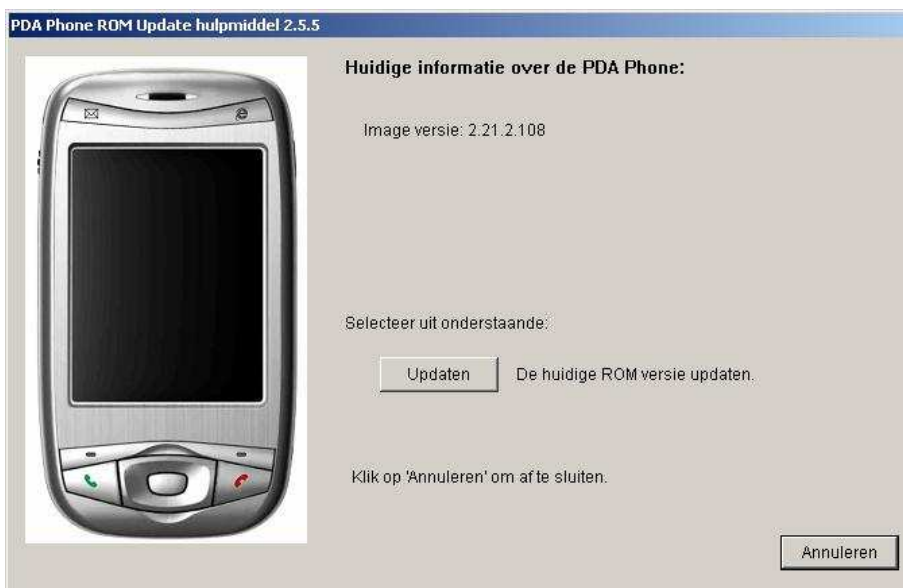 PDA Phone ROM Update hulpmiddel 2.5.5
Huidige informatie over de PDA Phone:
Image versie: 2.21.2.108
Selecteer uit onderstaande:
Updaten
De huidige ROM versie updaten.
Klik op 'Annuleren' om af te sluiten.
Annuleren